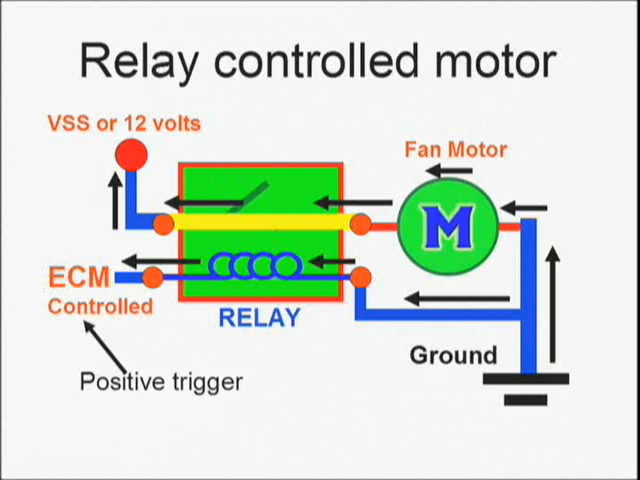 Relay controlled motor
VSS or 12 volts
Fan Motor
M
ECM
Controlled
RELAY
Ground
Positive trigger